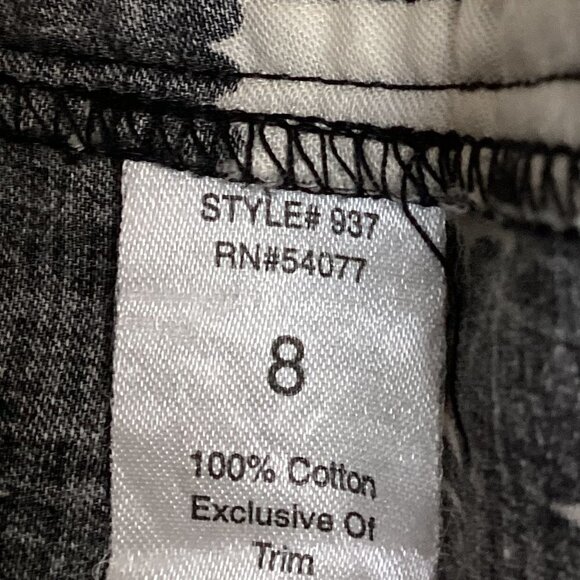 STYLE# 937
RN#54077
8
100% Cotton
Exclusive Of
Trim